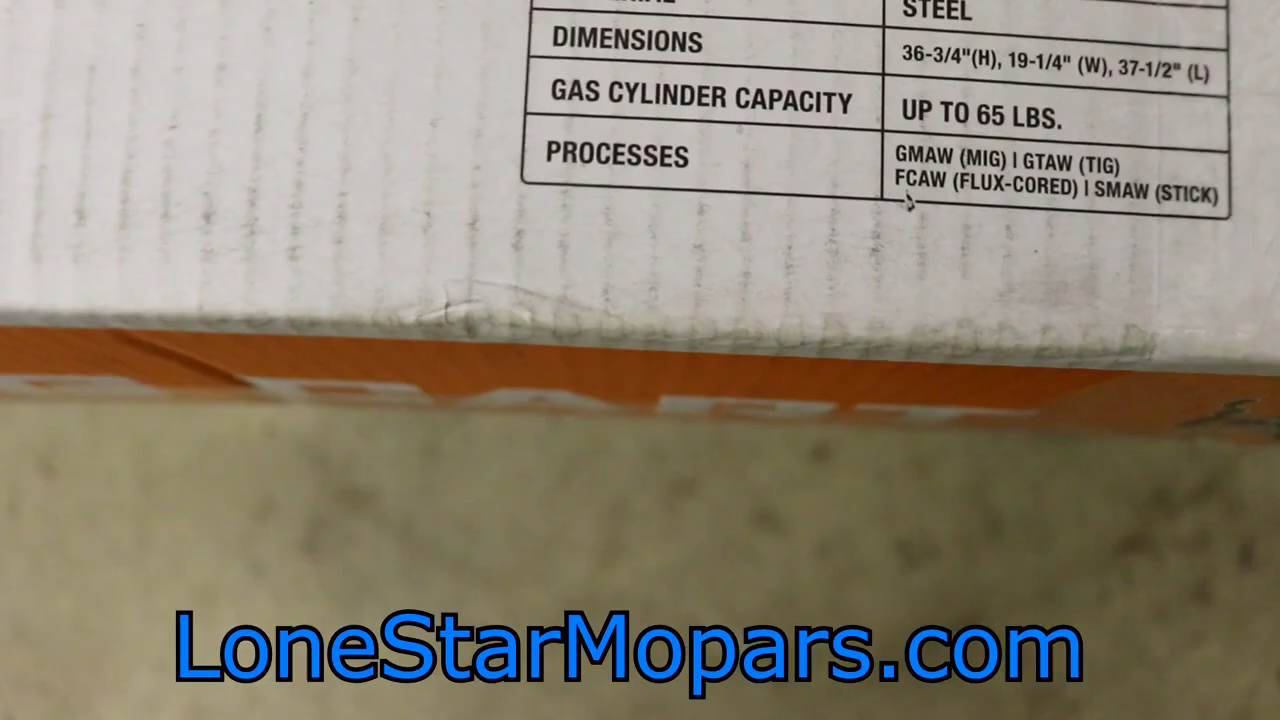 STEEL
DIMENSIONS
36-3/4"(H), 19-1/4" (W), 37-1/2" (L)
GAS CYLINDER CAPACITY
UP TO 65 LBS.
PROCESSES
GMAW (MIG) | GTAW (TIG)
FCAW (FLUX-CORED) | SMAW (STICK)
LoneStarMopars.com